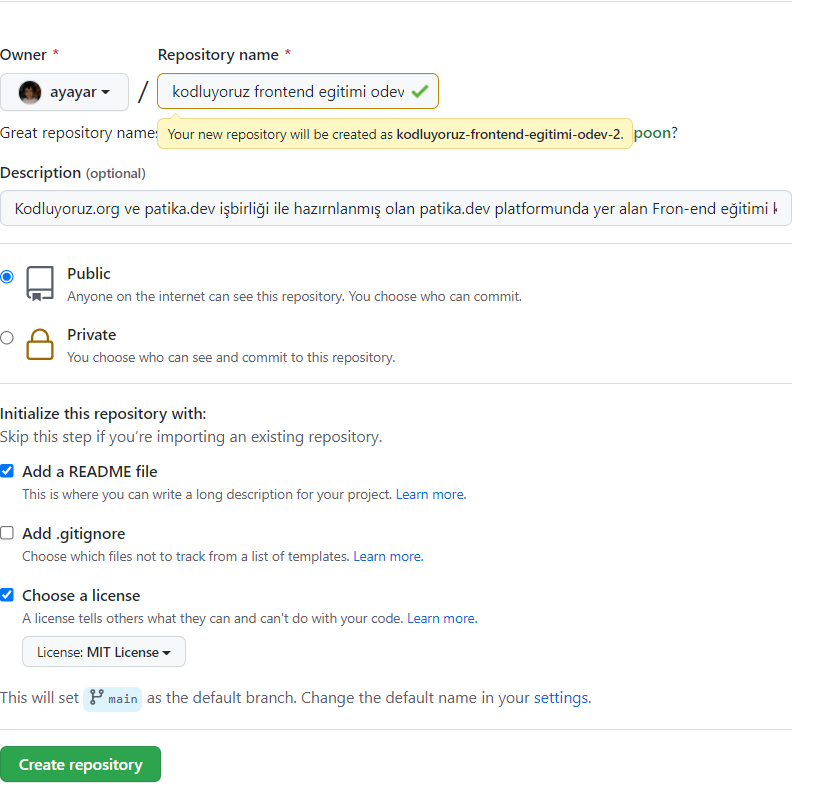 Owner * Repository name *
ayayar / kodluyoruz frontend egitimi odev
Great repository names Your new repository will be created as kodluyoruz-frontend-egitimi-odev-2. poon?
Description (optional)
Kodluyoruz.org ve patika.dev işbirliği ile hazırnlanmış olan patika.dev platformunda yer alan Fron-end eğitimi
Public
Anyone on the internet can see this repository. You choose who can commit.
Private
You choose who can see and commit to this repository.
Initialize this repository with:
Skip this step if you're importing an existing repository.
Add a README file
This is where you can write a long description for your project. Learn more.
Add .gitignore
Choose which files not to track from a list of templates. Learn more.
Choose a license
A license tells others what they can and can't do with your code. Learn more.
License: MIT License
This will set main as the default branch. Change the default name in your settings.
Create repository